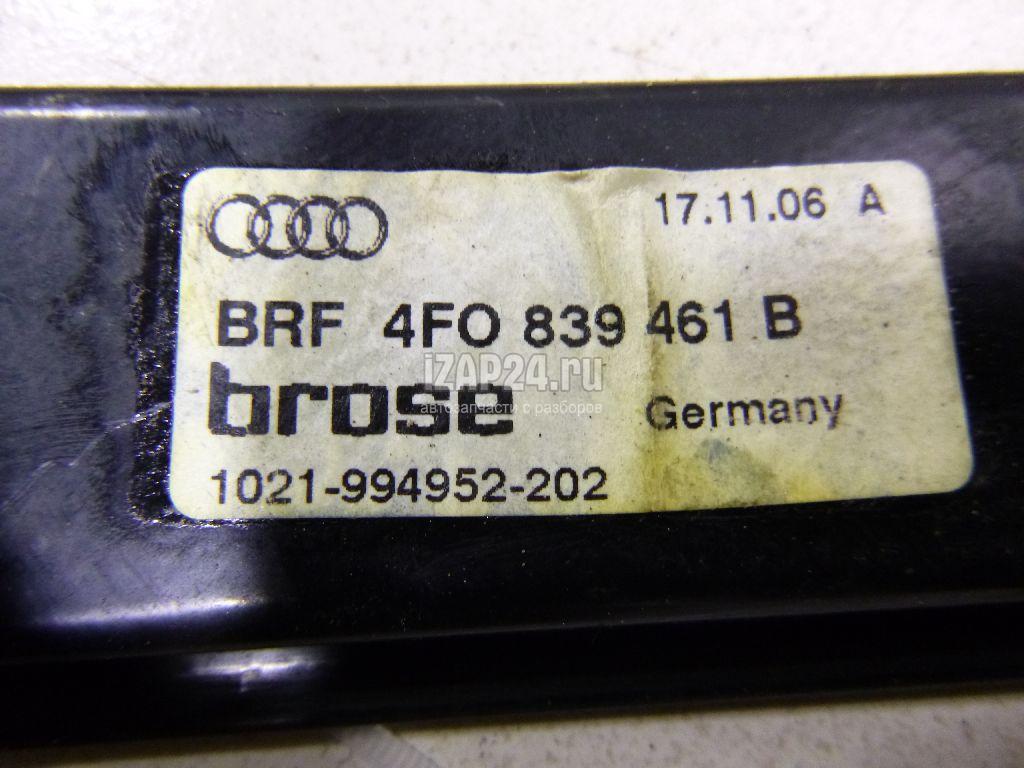 17.11.06 A
BRF 4FO 839 461 B
iZAP24.ru
brose
автозапчасти с разборов
Germany
1021-994952-202